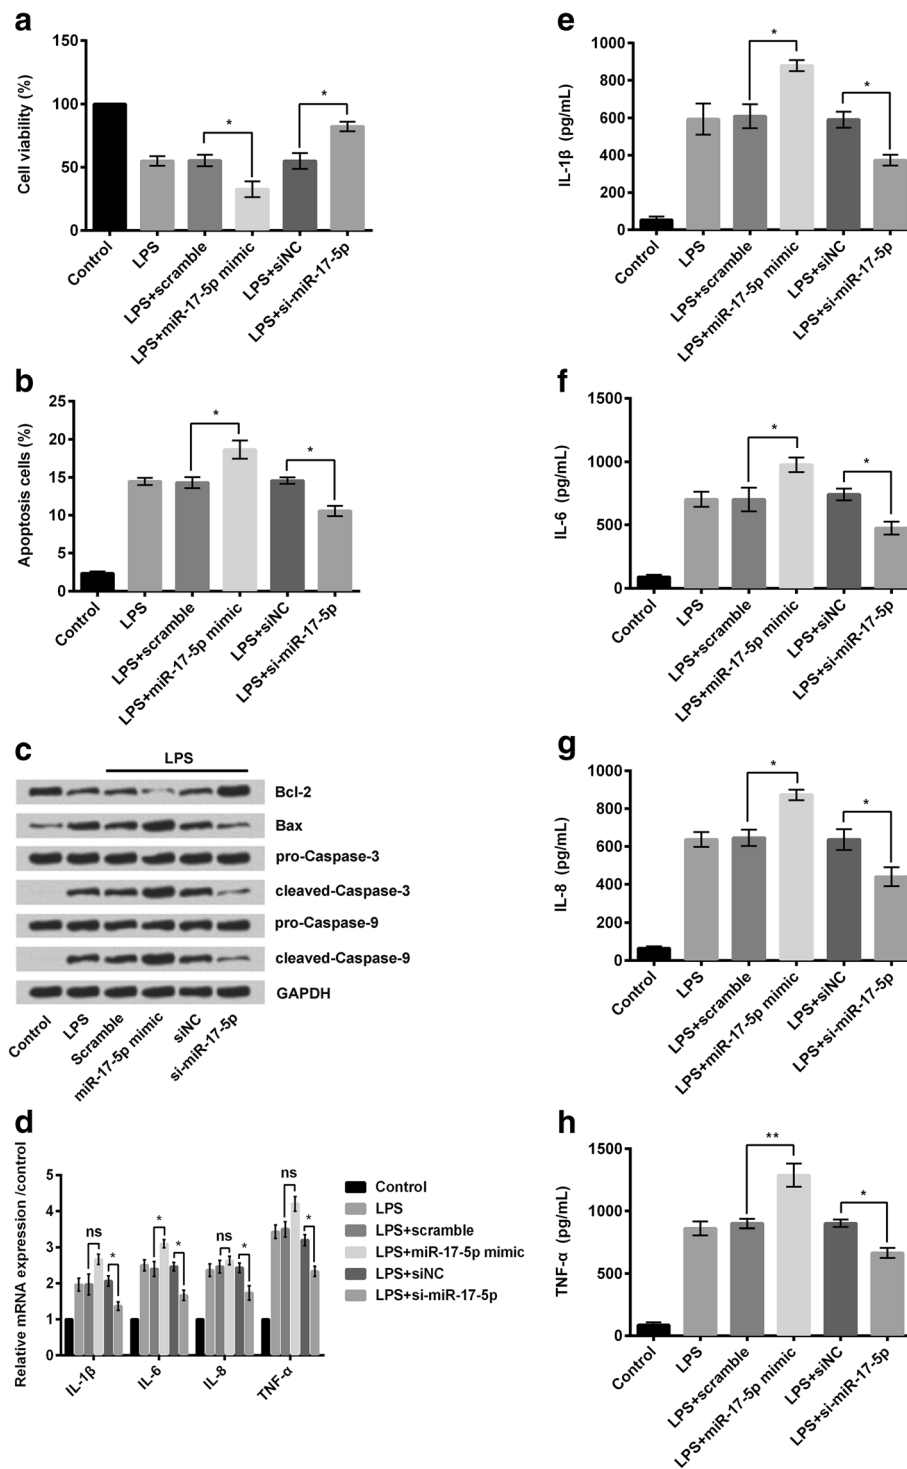 a
Cell viability (%)
150
100
50
0
*
*
Control
LPS
LPS+scramble
LPS+miR-17-5p mimic
LPS+siNC
LPS+si-miR-17-5p
e
IL-1β (pg/mL)
1000
800
600
400
200
0
*
*
Control
LPS
LPS+scramble
LPS+miR-17-5p mimic
LPS+siNC
LPS+si-miR-17-5p
b
Apoptosis cells (%)
25
20
15
10
5
0
*
*
Control
LPS
LPS+scramble
LPS+miR-17-5p mimic
LPS+siNC
LPS+si-miR-17-5p
f
IL-6 (pg/mL)
1500
1000
500
0
*
*
Control
LPS
LPS+scramble
LPS+miR-17-5p mimic
LPS+siNC
LPS+si-miR-17-5p
c
LPS
Bcl-2
Bax
pro-Caspase-3
cleaved-Caspase-3
pro-Caspase-9
cleaved-Caspase-9
GAPDH
Control
LPS
Scramble
miR-17-5p mimic
siNC
si-miR-17-5p
g
IL-8 (pg/mL)
1000
800
600
400
200
0
*
*
Control
LPS
LPS+scramble
LPS+miR-17-5p mimic
LPS+siNC
LPS+si-miR-17-5p
d
Relative mRNA expression /control
5
4
3
2
1
0
ns
*
*
*
ns
*
ns
*
IL-1β
IL-6
IL-8
TNF-α
Control
LPS
LPS+scramble
LPS+miR-17-5p mimic
LPS+siNC
LPS+si-miR-17-5p
h
TNF-α (pg/mL)
1500
1000
500
0
**
*
Control
LPS
LPS+scramble
LPS+miR-17-5p mimic
LPS+siNC
LPS+si-miR-17-5p